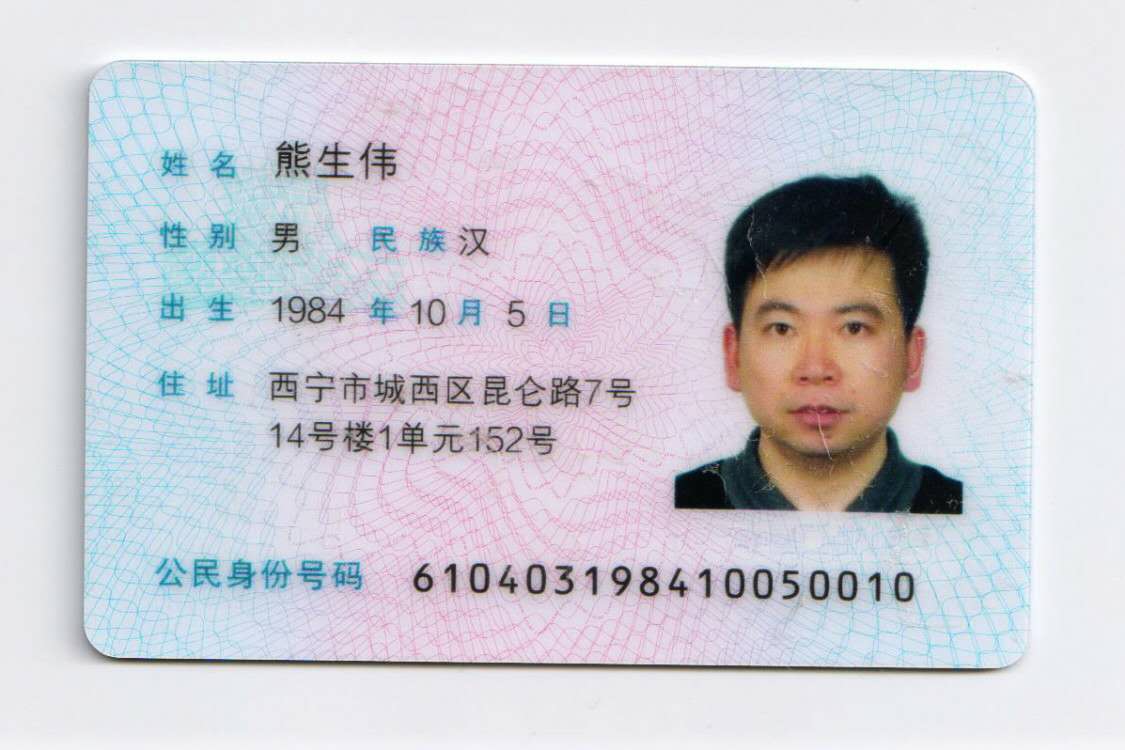 姓名 熊生伟
性别 男 民族 汉
出生 1984 年 10 月 5 日
住址 西宁市城西区昆仑路7号
14号楼1单元152号
公民身份号码 610403198410050010